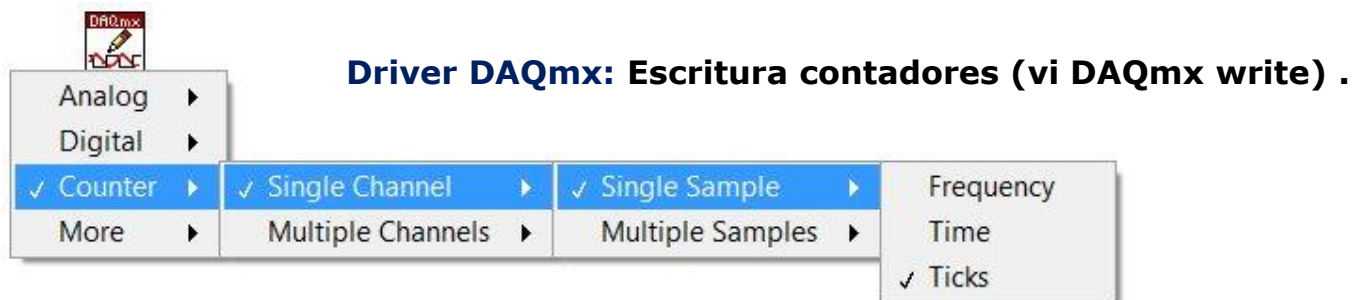 DAQmx
Driver DAQmx: Escritura contadores (vi DAQmx write) .
Analog
Digital
✓ Counter ✓ Single Channel ✓ Single Sample Frequency
More Multiple Channels Multiple Samples Time
✓ Ticks